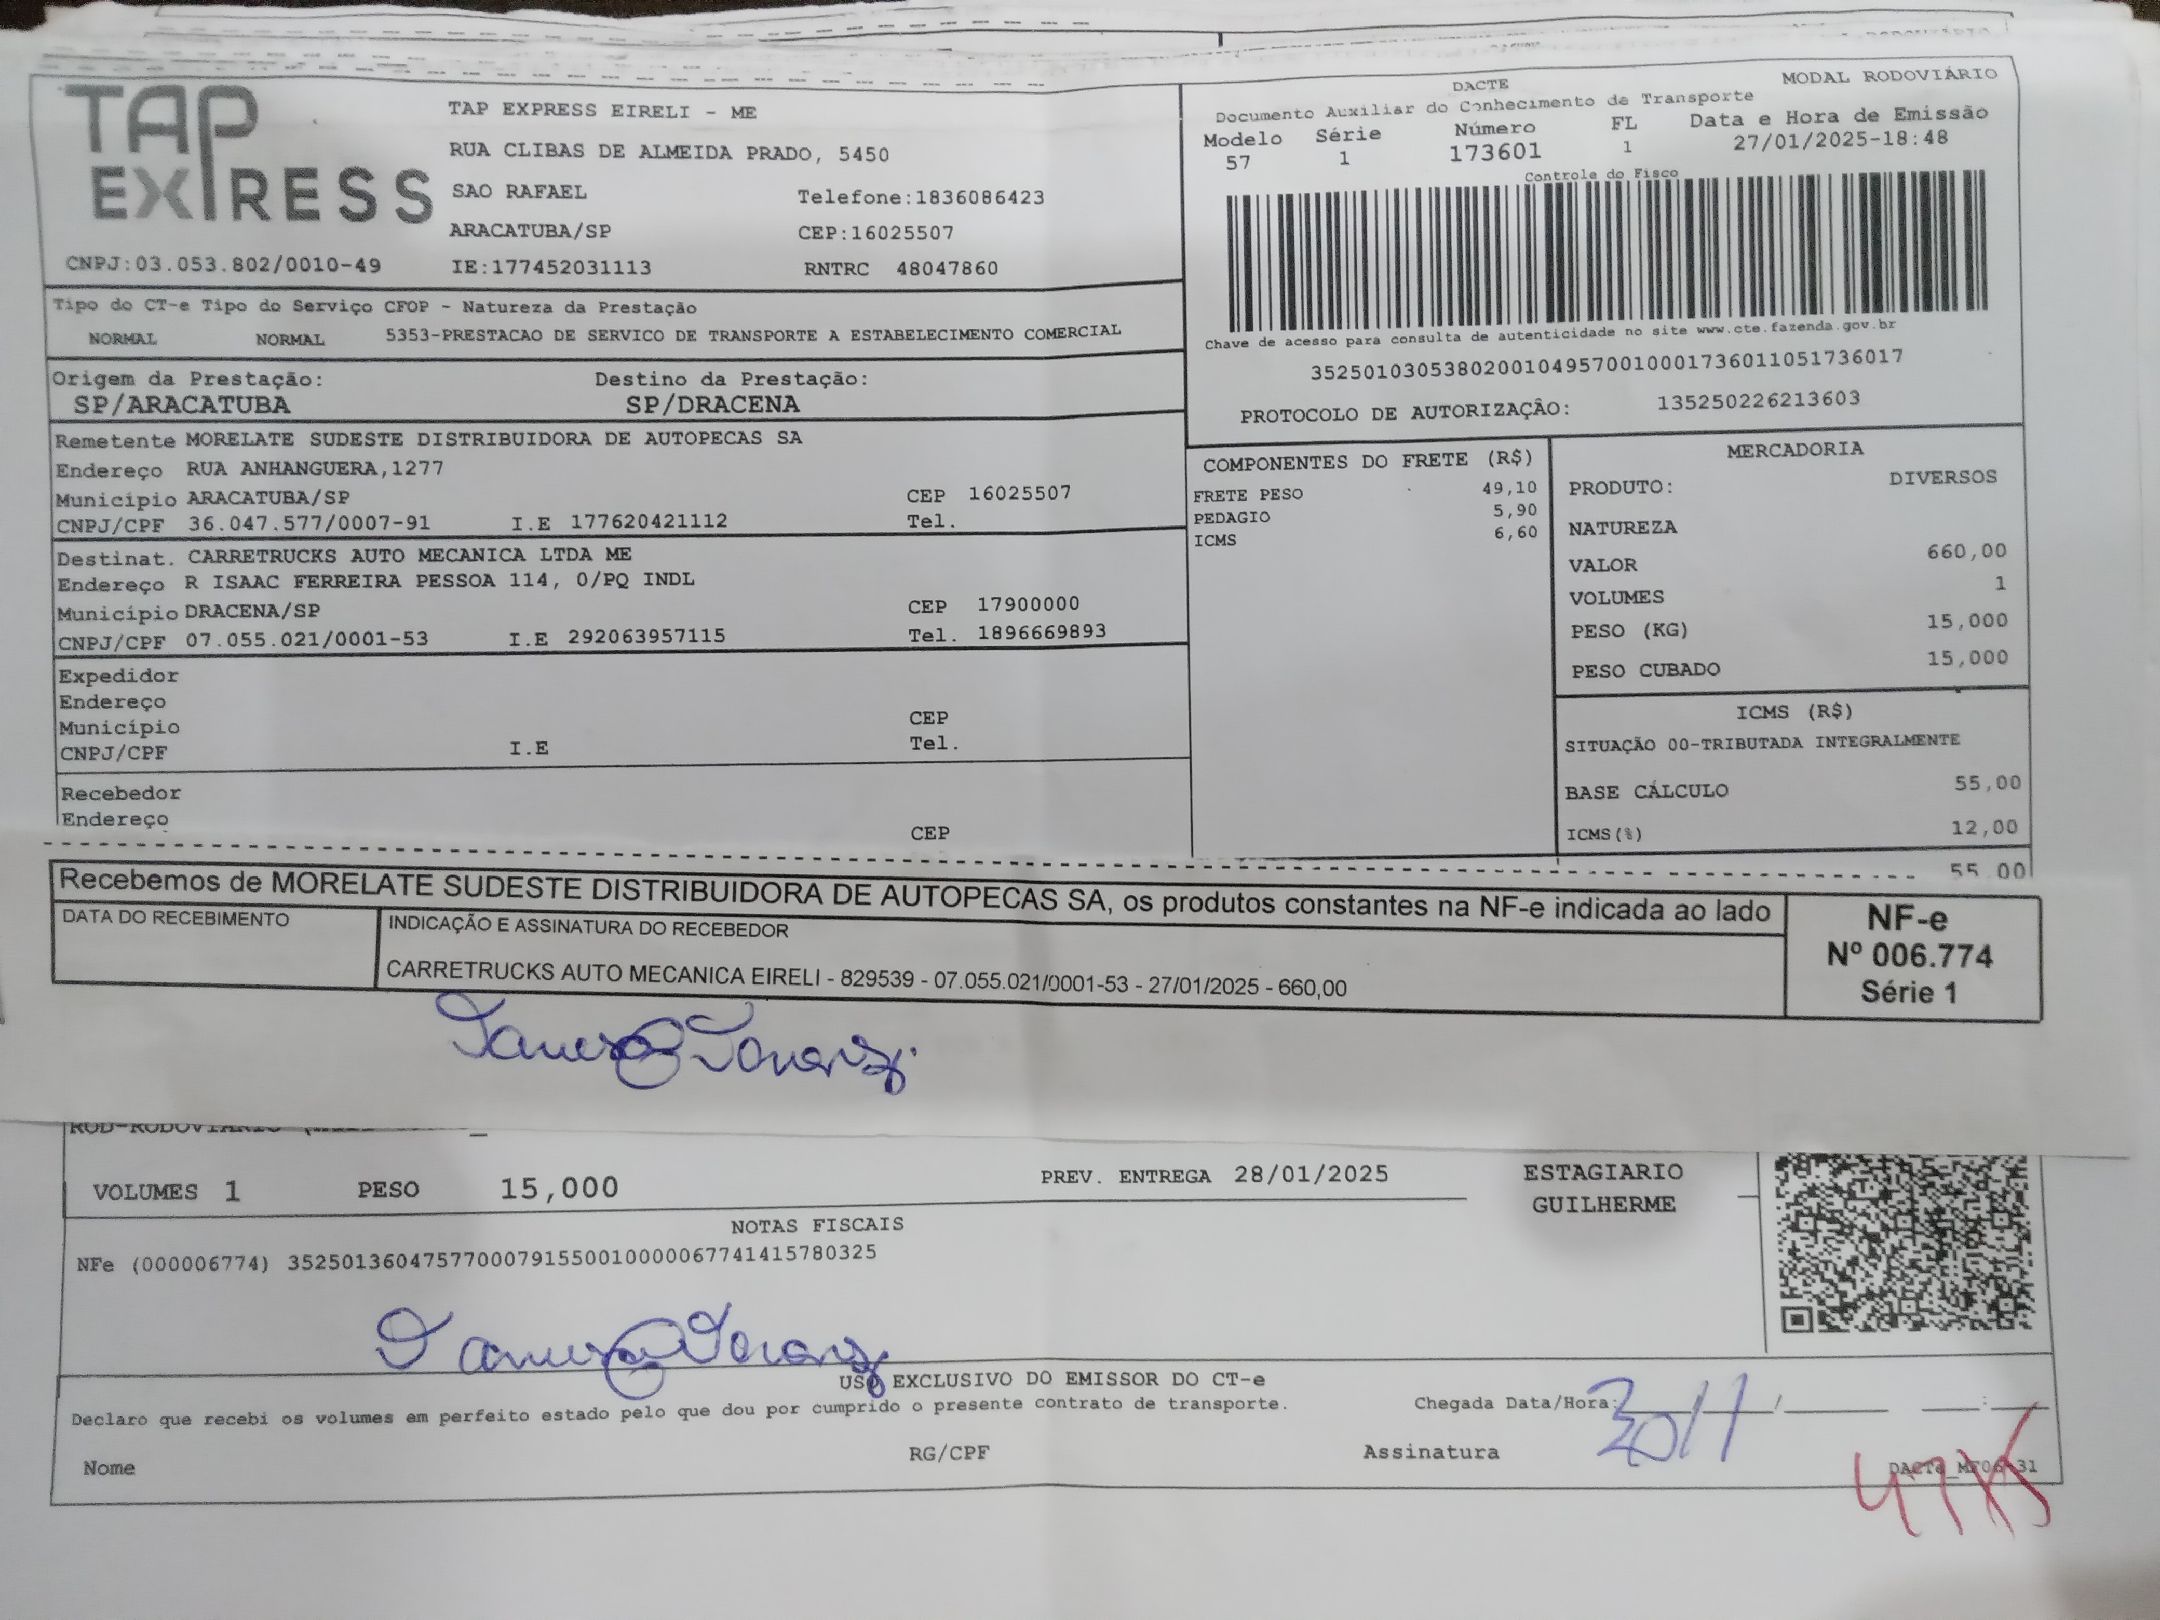 TAP
EXPRESS
CNPJ:03.053.802/0010-49
TAP EXPRESS EIRELI - ME
RUA CLIBAS DE ALMEIDA PRADO, 5450
SAO RAFAEL Telefone:1836086423
ARACATUBA/SP CEP:16025507
IE:177452031113 RNTRC 48047860
DACTE MODAL RODOVIÁRIO
Documento Auxiliar do Conhecimento de Transporte
Modelo Série Número FL Data e Hora de Emissão
57 1 173601 1 27/01/2025-18:48
Controle do Fisco
Chave de acesso para consulta de autenticidade no site www.cte.fazenda.gov.br
35250103053802001049570010001736011051736017
PROTOCOLO DE AUTORIZAÇÂO: 135250226213603
Tipo do CT-e Tipo do Serviço CFOP - Natureza da Prestação
NORMAL NORMAL 5353-PRESTACAO DE SERVICO DE TRANSPORTE A ESTABELECIMENTO COMERCIAL
Origem da Prestação: Destino da Prestação:
SP/ARACATUBA SP/DRACENA
Remetente MORELATE SUDESTE DISTRIBUIDORA DE AUTOPECAS SA
Endereço RUA ANHANGUERA,1277
Município ARACATUBA/SP CEP 16025507
CNPJ/CPF 36.047.577/0007-91 I.E 177620421112 Tel.
Destinat. CARRETRUCKS AUTO MECANICA LTDA ME
Endereço R ISAAC FERREIRA PESSOA 114, 0/PQ INDL
Município DRACENA/SP CEP 17900000
CNPJ/CPF 07.055.021/0001-53 I.E 292063957115 Tel. 1896669893
Expedidor
Endereço
Município CEP
CNPJ/CPF I.E Tel.
Recebedor
Endereço
CEP
COMPONENTES DO FRETE (R$)
FRETE PESO 49,10
PEDAGIO 5,90
ICMS 6,60
MERCADORIA
PRODUTO: DIVERSOS
NATUREZA
VALOR 660,00
VOLUMES 1
PESO (KG) 15,000
PESO CUBADO 15,000
ICMS (R$)
SITUAÇÃO 00-TRIBUTADA INTEGRALMENTE
BASE CÁLCULO 55,00
ICMS(%) 12,00
55,00
Recebemos de MORELATE SUDESTE DISTRIBUIDORA DE AUTOPECAS SA, os produtos constantes na NF-e indicada ao lado
DATA DO RECEBIMENTO
INDICAÇÃO E ASSINATURA DO RECEBEDOR
CARRETRUCKS AUTO MECANICA EIRELI - 829539 - 07.055.021/0001-53 - 27/01/2025 - 660,00
NF-e
Nº 006.774
Série 1
VOLUMES 1 PESO 15,000 PREV. ENTREGA 28/01/2025
ESTAGIARIO
GUILHERME
NOTAS FISCAIS
NFe (000006774) 35250136047577000791550010000067741415780325
USO EXCLUSIVO DO EMISSOR DO CT-e
Declaro que recebi os volumes em perfeito estado pelo que dou por cumprido o presente contrato de transporte.
Chegada Data/Hora: / :
Nome RG/CPF Assinatura